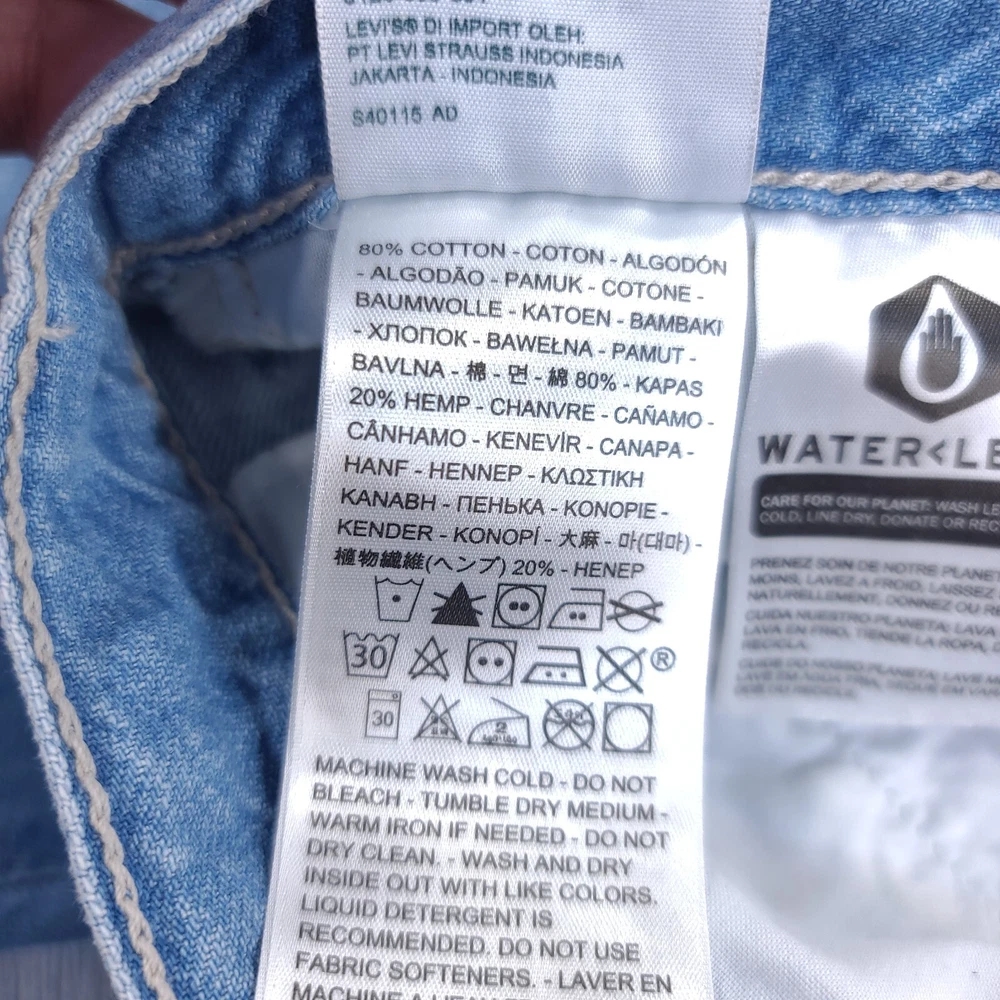 LEVI'S® DI IMPORT OLEH:
PT LEVI STRAUSS INDONESIA
JAKARTA - INDONESIA
S40115 AD
80% COTTON - COTON - ALGODÓN
- ALGODÃO - PAMUK - COTONE -
BAUMWOLLE - KATOEN - BAMBAKI
- ХЛОПОК - BAWEŁNA - PAMUT -
BAVLNA - 棉 - 면 - 綿 80% - KAPAS
20% HEMP - CHANVRE - CAÑAMO -
CÂNHAMO - KENEVİR - CANAPA -
HANF - HENNEP - ΚΛΩΣΤΙΚΗ
ΚΑΝΑΒΗ - ПЕНЬКА - KONOPIE -
KENDER - KONOPÍ - 大麻 - 마(대마) -
植物繊維(ヘンプ) 20% - HENEP
30
®
30
MACHINE WASH COLD - DO NOT
BLEACH - TUMBLE DRY MEDIUM -
WARM IRON IF NEEDED - DO NOT
DRY CLEAN. - WASH AND DRY
INSIDE OUT WITH LIKE COLORS.
LIQUID DETERGENT IS
RECOMMENDED. DO NOT USE
FABRIC SOFTENERS. - LAVER EN
MACHINE A
WATER<LE
CARE FOR OUR PLANET: WASH LE
COLD, LINE DRY, DONATE OR REC
PRENEZ SOIN DE NOTRE PLANET
MOINS, LAVEZ A FROID, LAISSEZ
NATURELLEMENT, DONNEZ OU R
CUIDA NUESTRO PLANETA: LAVA
LAVA EN FRIO, TIENDE LA ROPA, D
RECICLA.